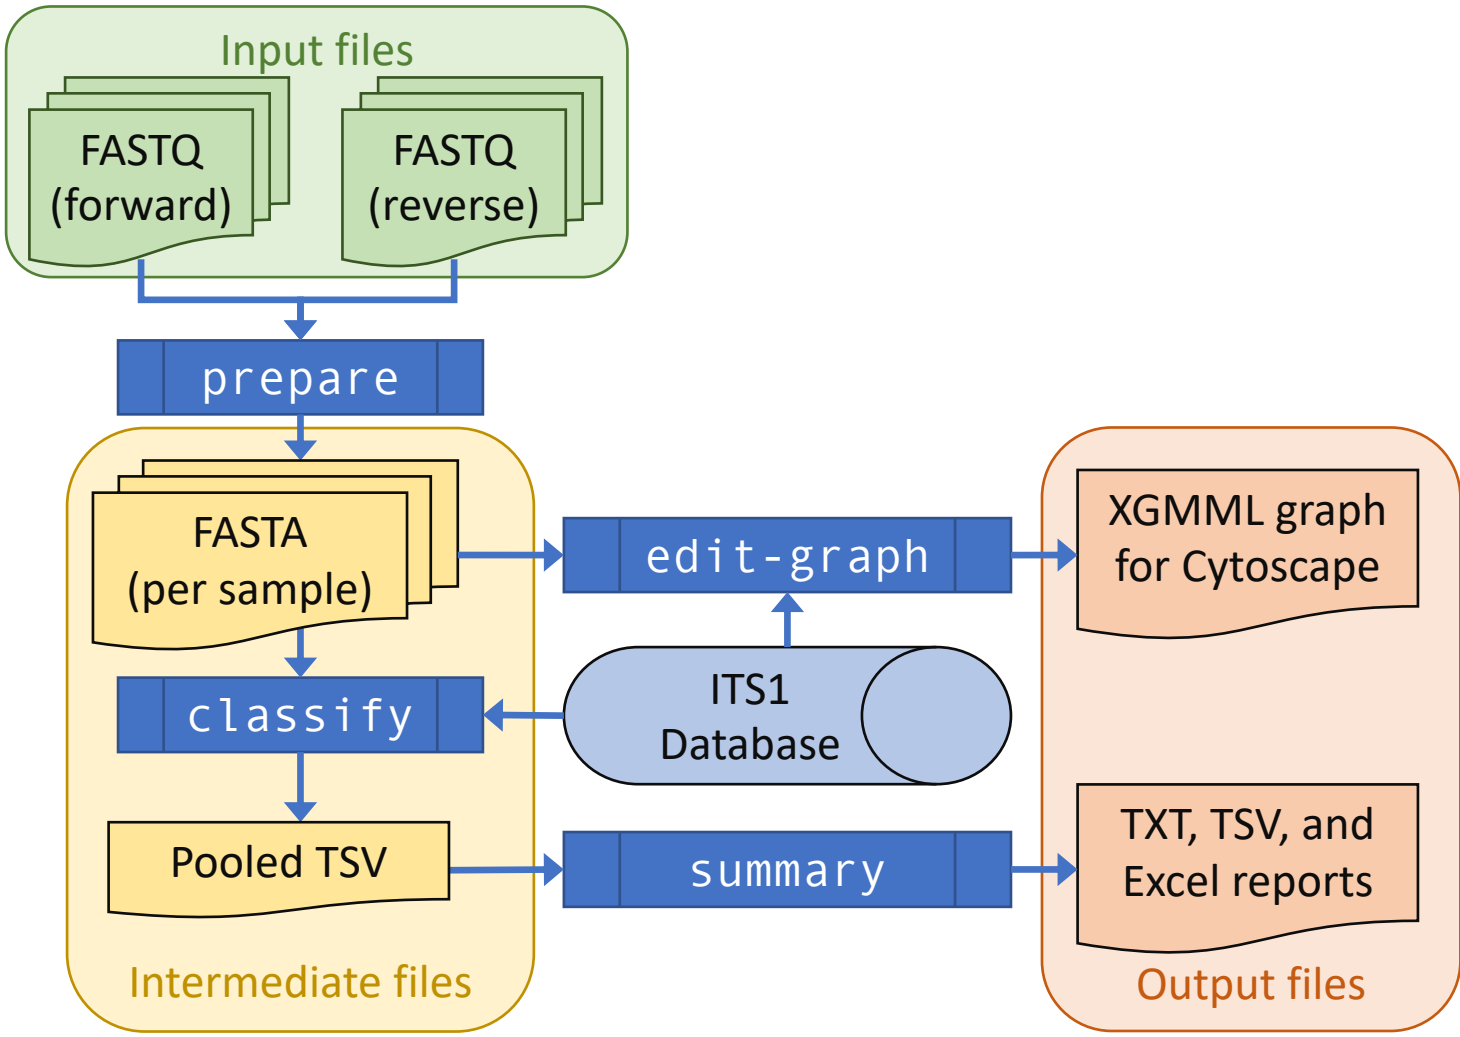 Input files
FASTQ
(forward)
FASTQ
(reverse)
prepare
FASTA
(per sample)
edit-graph
XGMML graph
for Cytoscape
classify
ITS1
Database
Pooled TSV
summary
TXT, TSV, and
Excel reports
Intermediate files
Output files